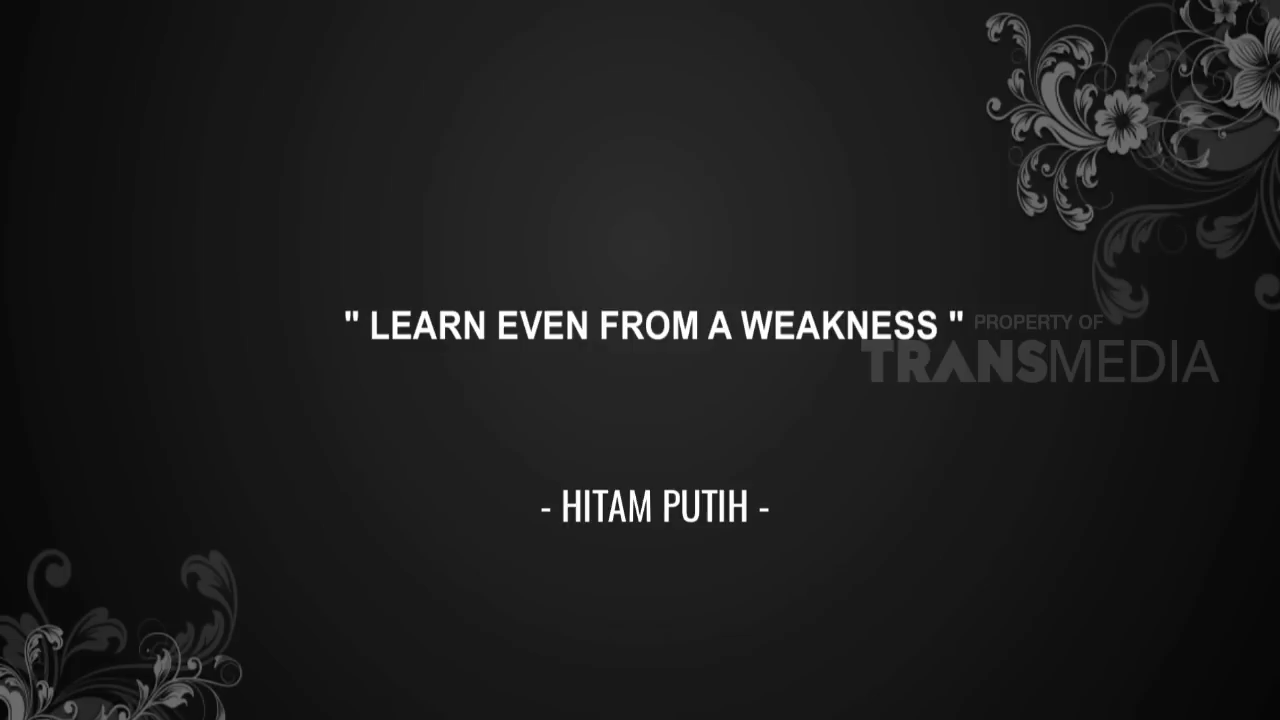 " LEARN EVEN FROM A WEAKNESS "
PROPERTY OF
TRANSMEDIA
- HITAM PUTIH -